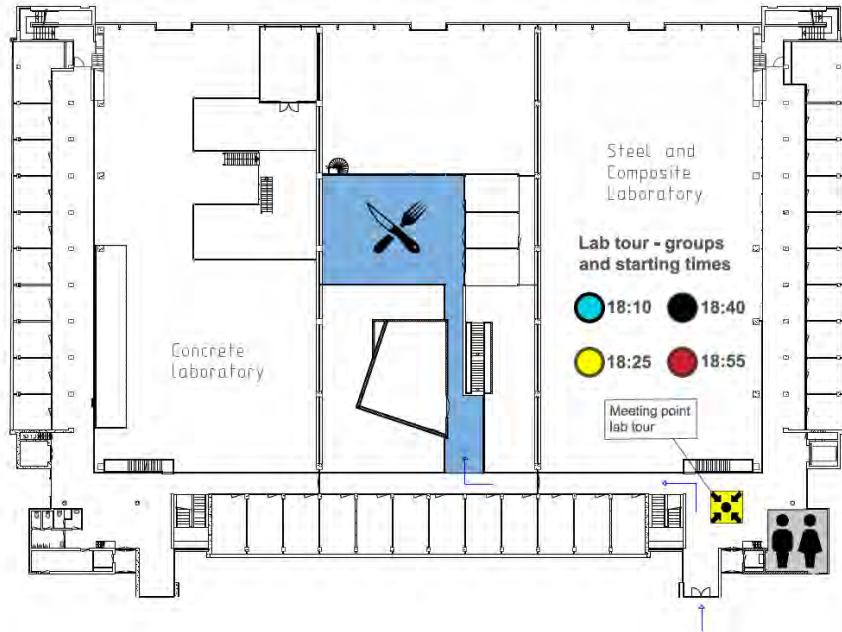 Steel and
Composite
Laboratory
Lab tour - groups
and starting times
18:10
18:40
18:25
18:55
Concrete
laboratory
Meeting point
lab tour